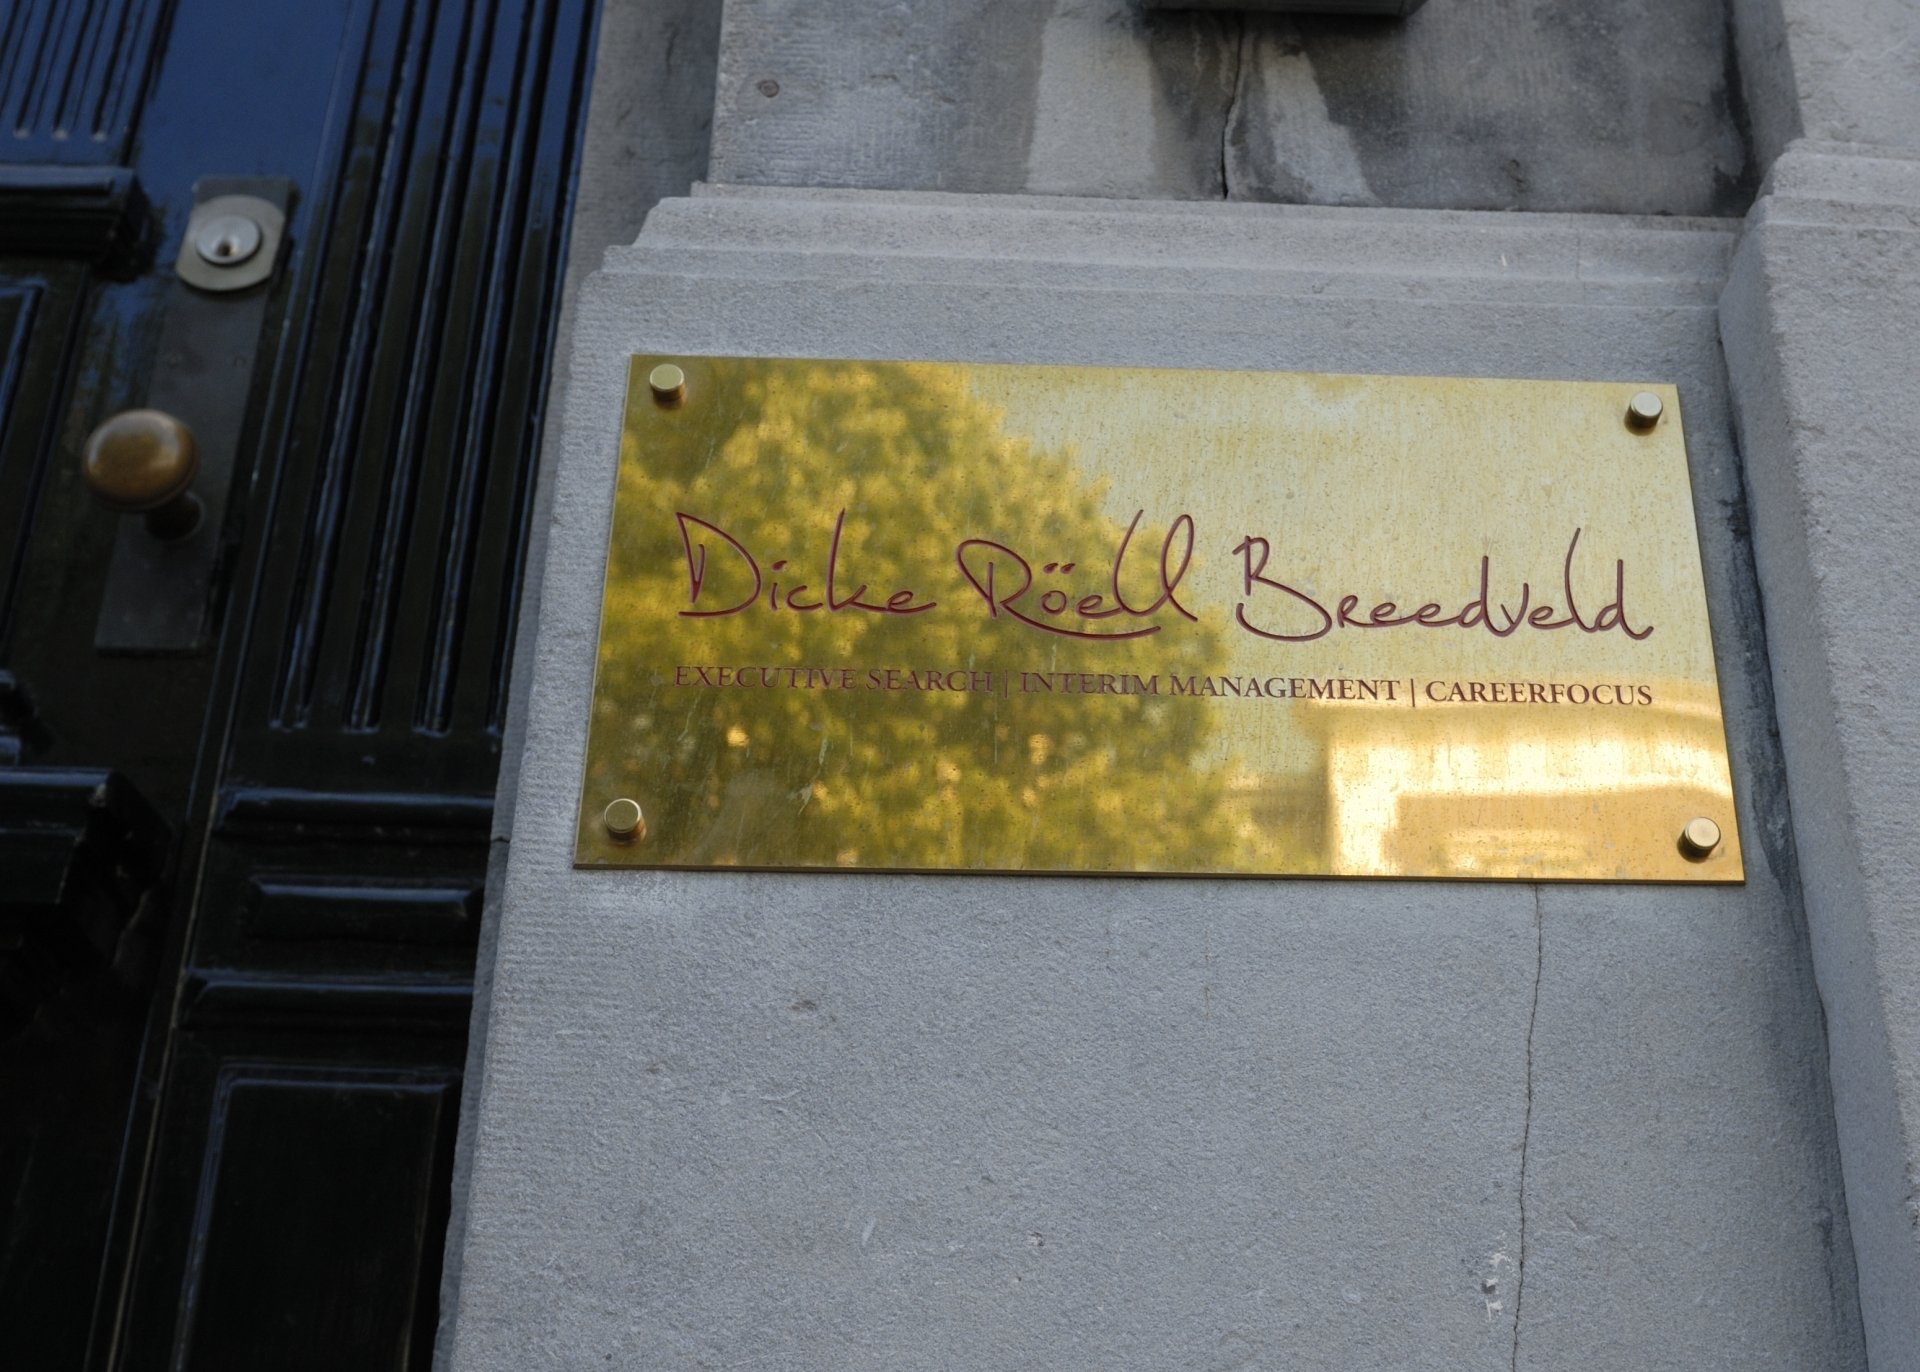 Dicke Röell Breedveld
EXECUTIVE SEARCH | INTERIM MANAGEMENT | CAREERFOCUS